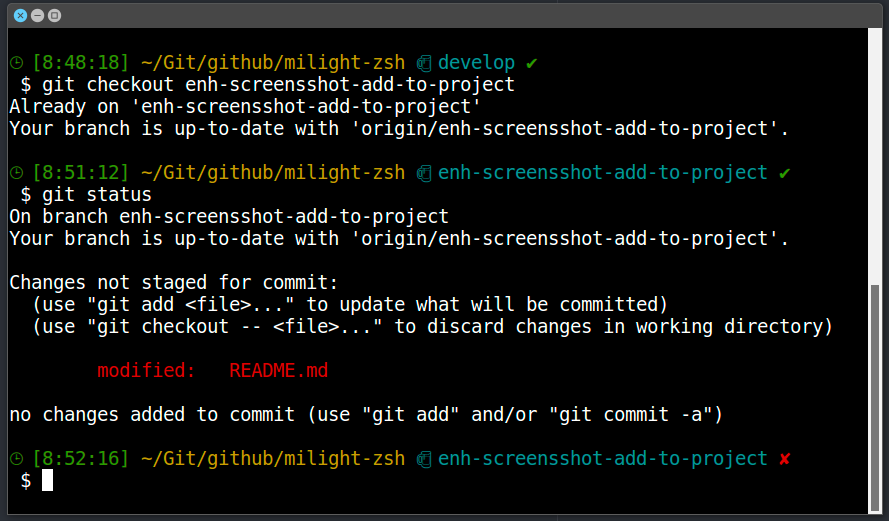 [8:48:18] ~/Git/github/milight-zsh develop ✔
$ git checkout enh-screensshot-add-to-project
Already on 'enh-screensshot-add-to-project'
Your branch is up-to-date with 'origin/enh-screensshot-add-to-project'.
[8:51:12] ~/Git/github/milight-zsh enh-screensshot-add-to-project ✔
$ git status
On branch enh-screensshot-add-to-project
Your branch is up-to-date with 'origin/enh-screensshot-add-to-project'.
Changes not staged for commit:
(use "git add <file>..." to update what will be committed)
(use "git checkout -- <file>..." to discard changes in working directory)
modified: README.md
no changes added to commit (use "git add" and/or "git commit -a")
[8:52:16] ~/Git/github/milight-zsh enh-screensshot-add-to-project ✘
$